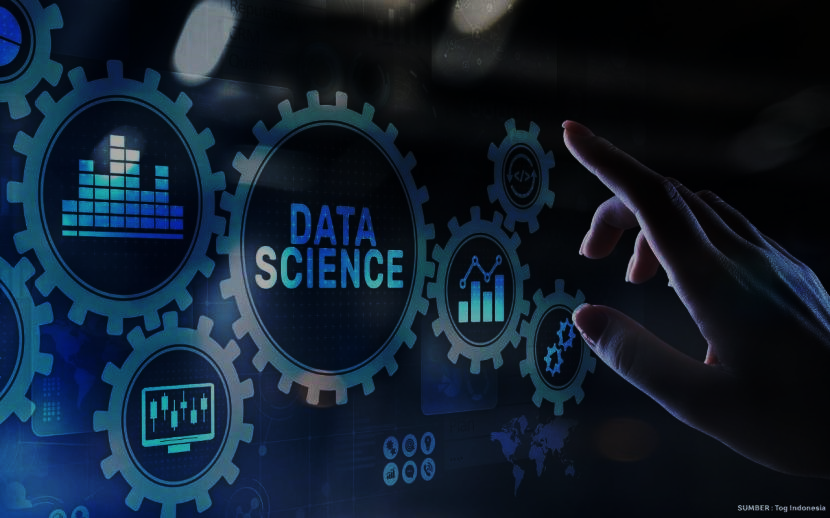 DATA
SCIENCE
</>
SUMBER : Tog Indonesia